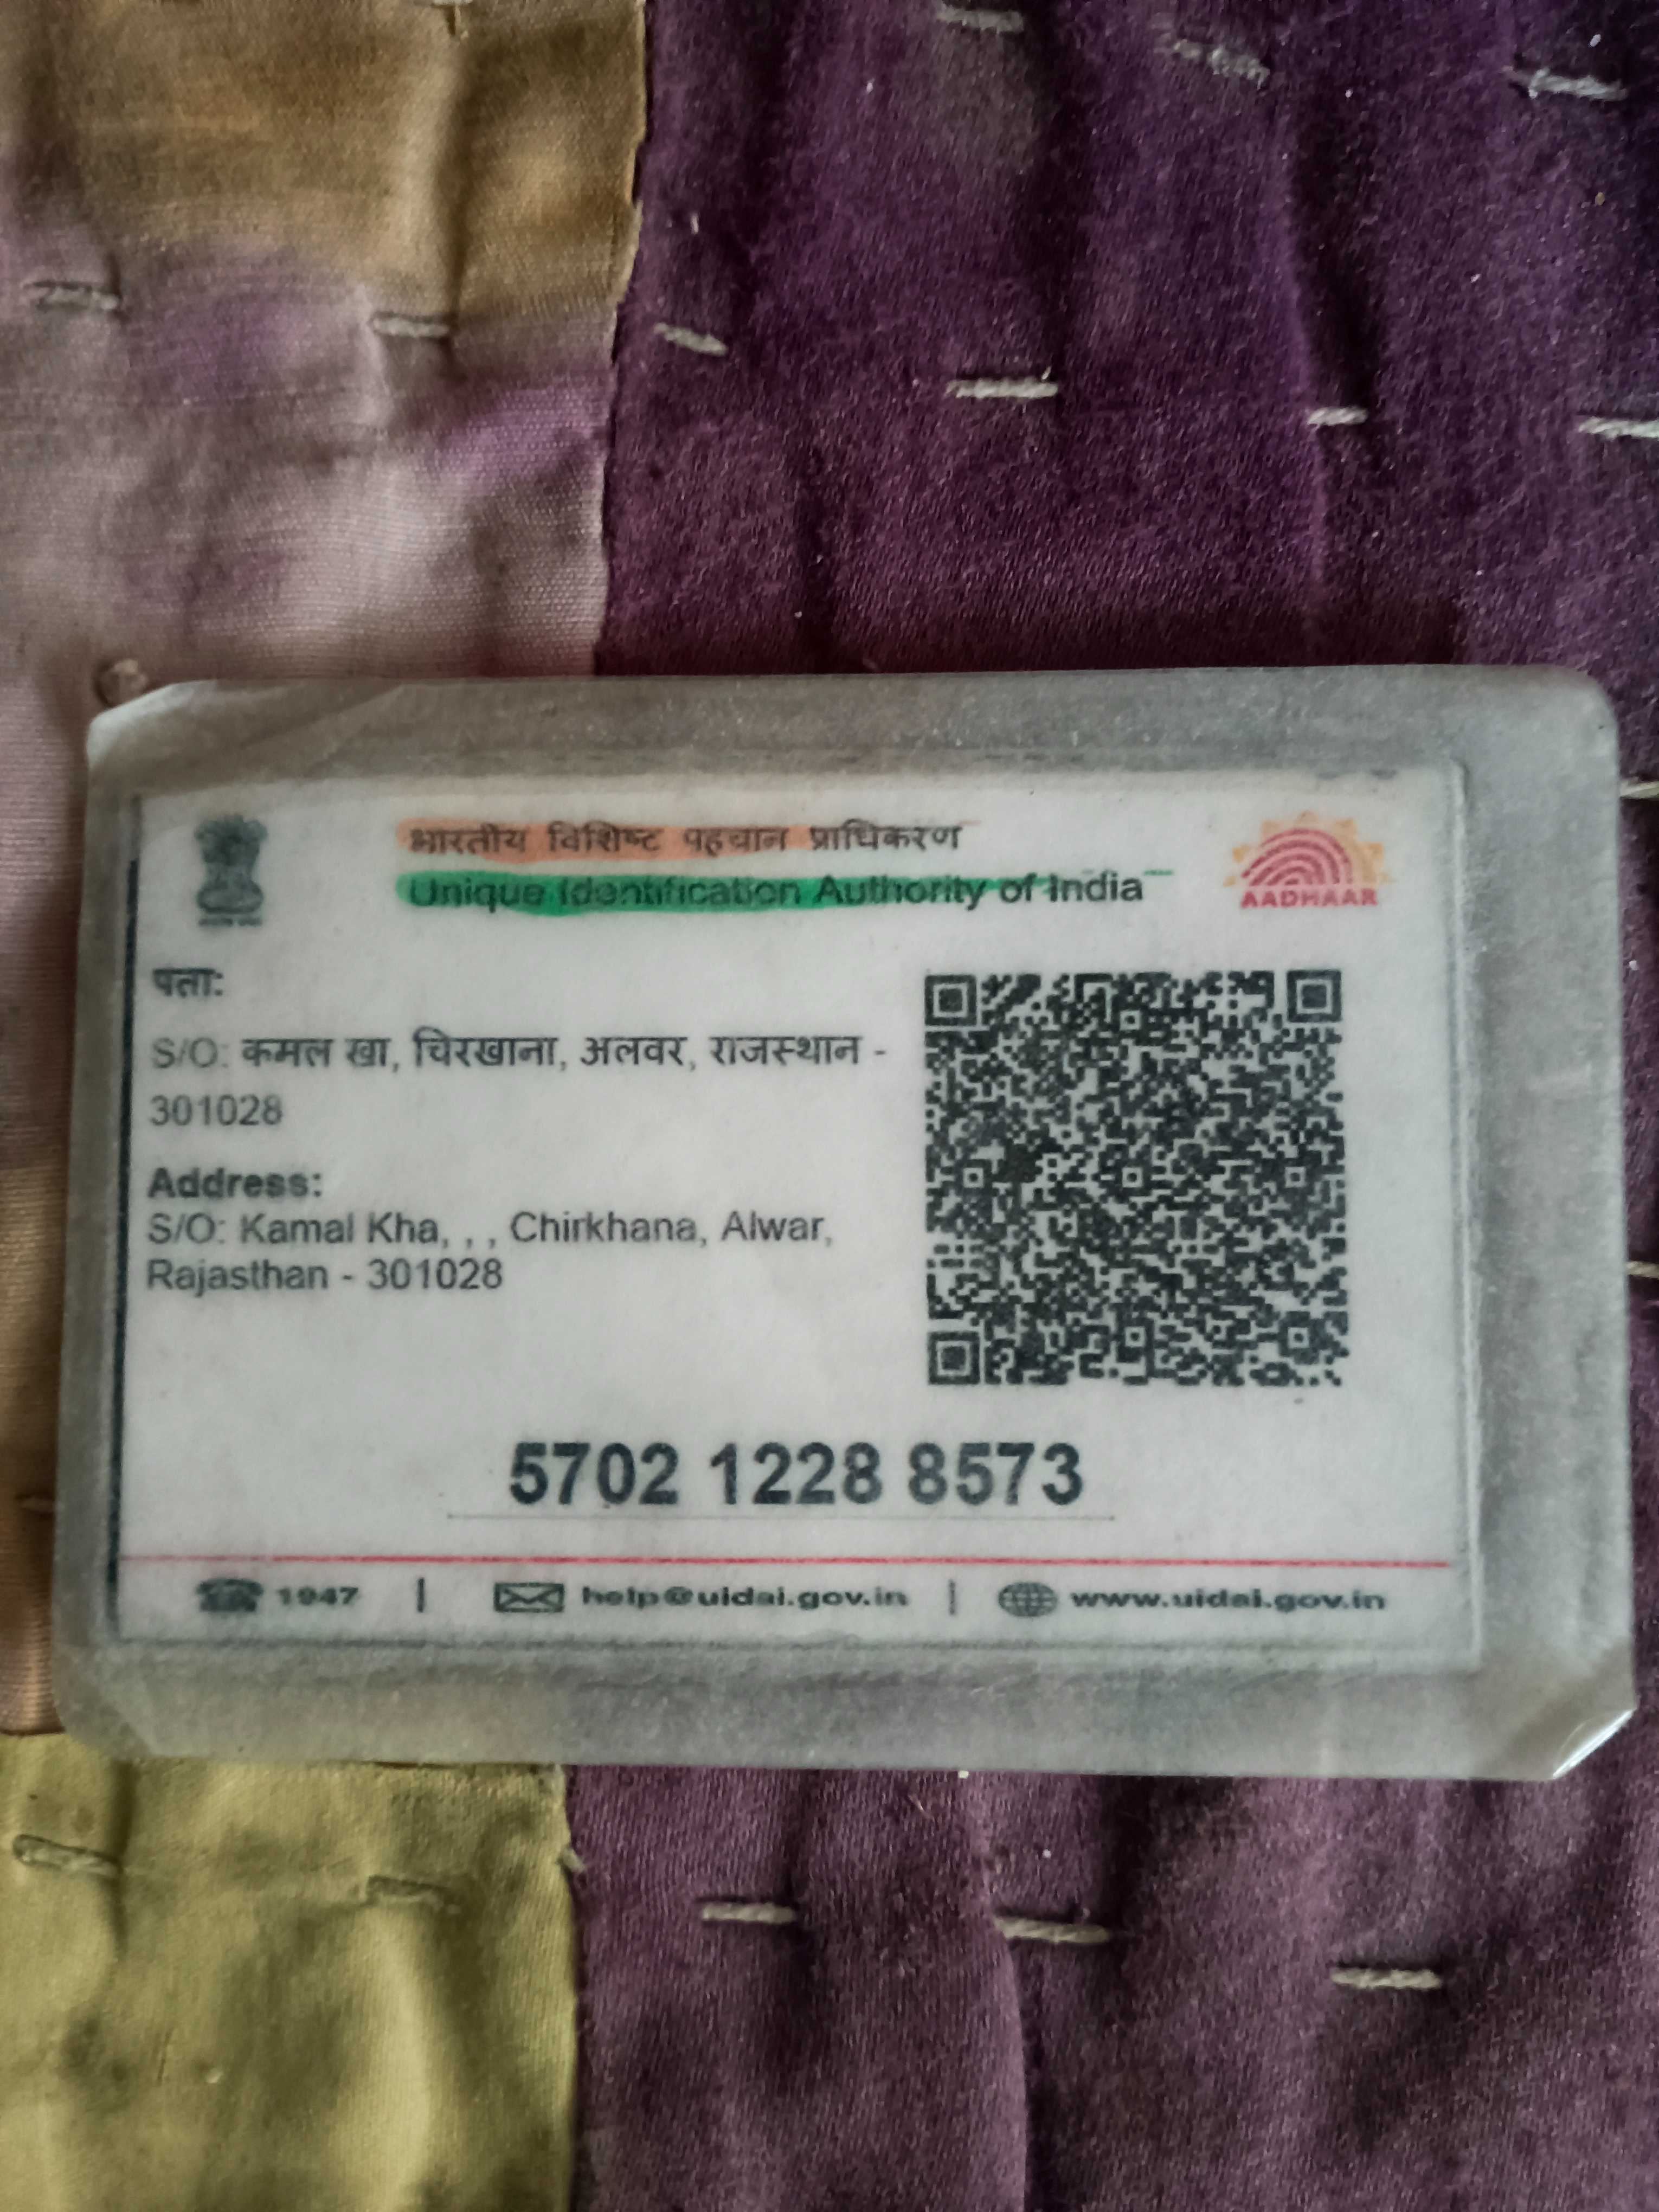 भारतीय विशिष्ट पहचान प्राधिकरण
Unique Identification Authority of India
AADHAAR
पता:
S/O: कमल खा, चिरखाना, अलवर, राजस्थान -
301028
Address:
S/O: Kamal Kha, , , Chirkhana, Alwar,
Rajasthan - 301028
5702 1228 8573
1947 | help@uidai.gov.in | www.uidai.gov.in